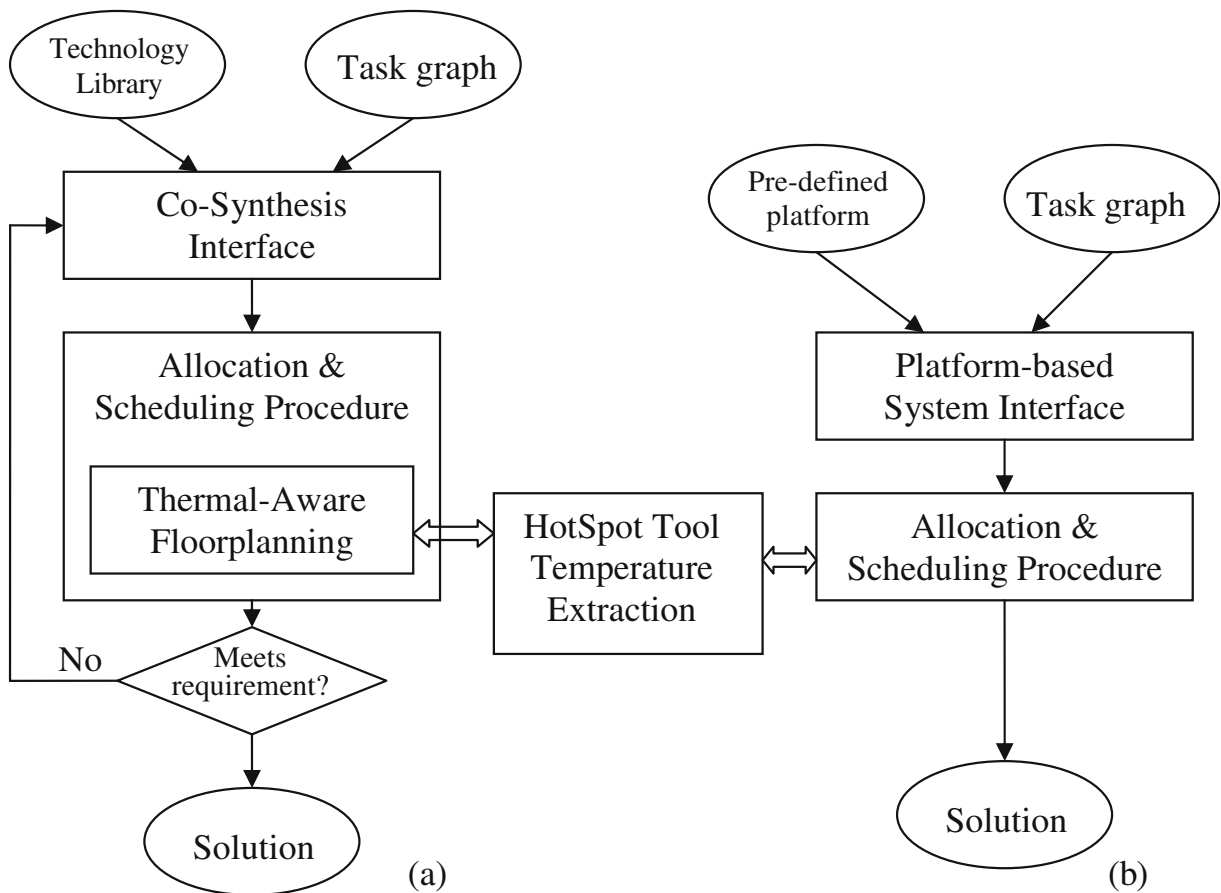 Technology
Library
Task graph
Co-Synthesis
Interface
Allocation &
Scheduling Procedure
Thermal-Aware
Floorplanning
Meets
requirement?
No
Solution
(a)
HotSpot Tool
Temperature
Extraction
Pre-defined
platform
Task graph
Platform-based
System Interface
Allocation &
Scheduling Procedure
Solution
(b)